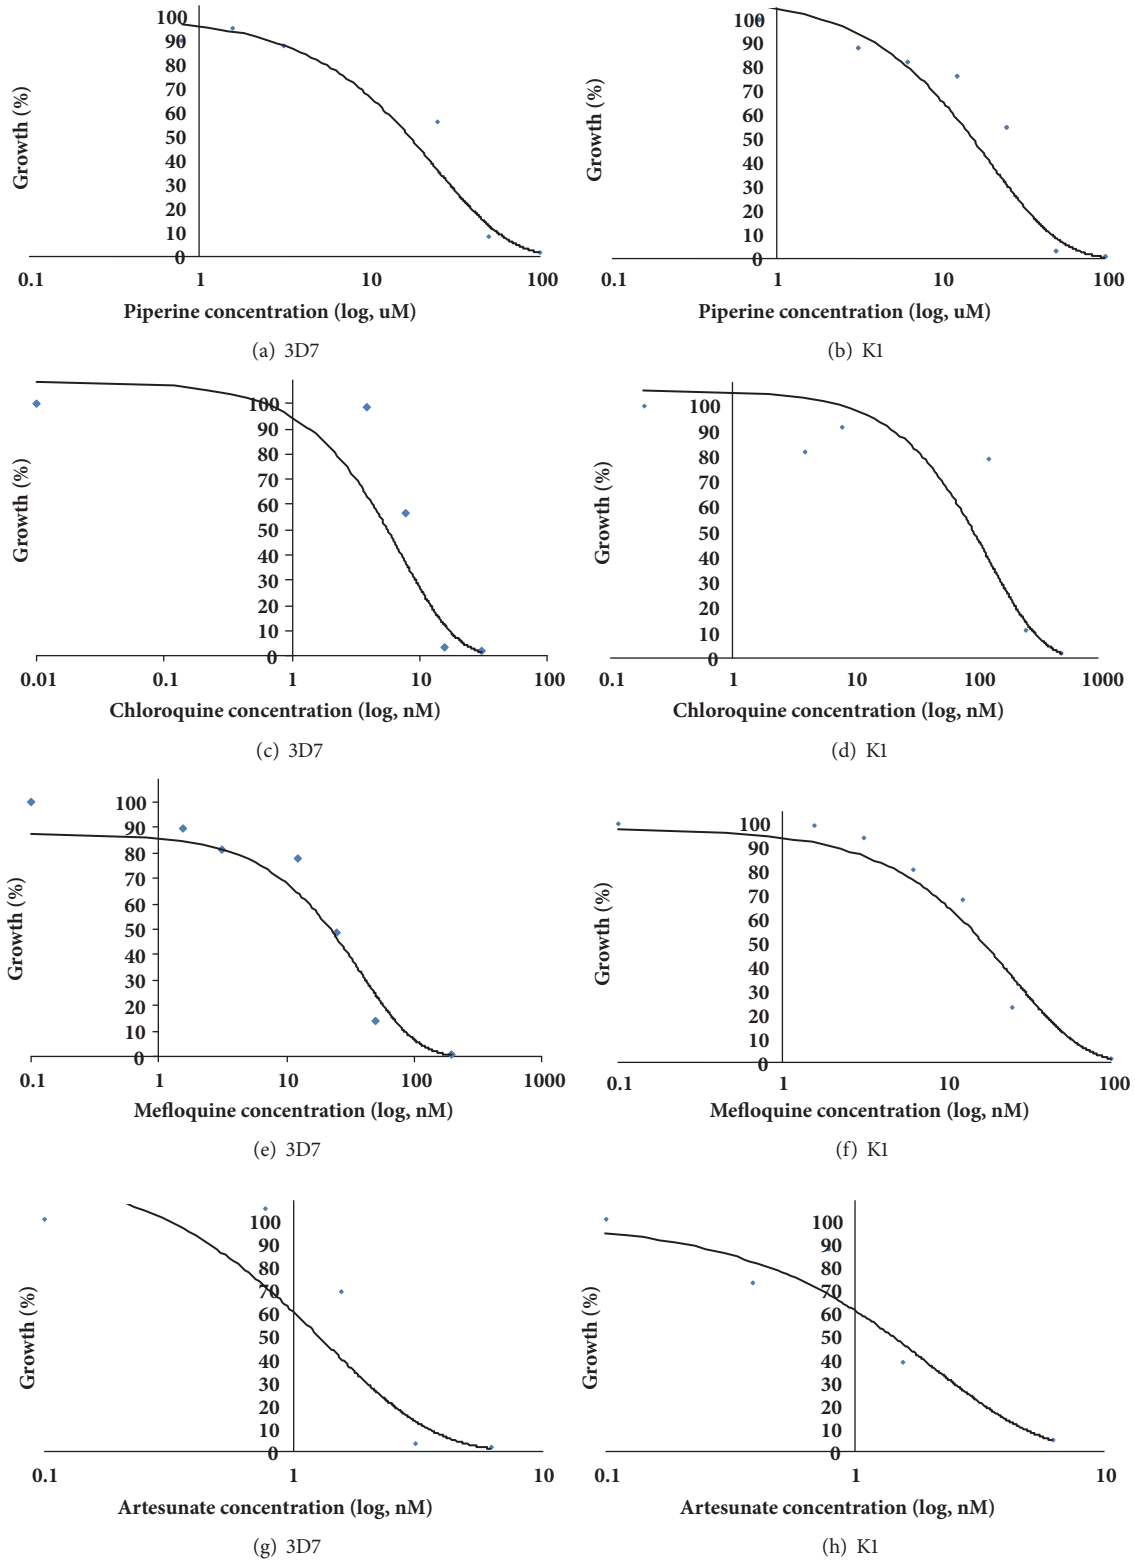 100
90
80
70
60
50
40
30
20
10
0
Growth (%)
0.1 1 10 100
Piperine concentration (log, uM)
(a) 3D7
100
90
80
70
60
50
40
30
20
10
0
Growth (%)
0.1 1 10 100
Piperine concentration (log, uM)
(b) K1
100
90
80
70
60
50
40
30
20
10
0
Growth (%)
0.01 0.1 1 10 100
Chloroquine concentration (log, nM)
(c) 3D7
100
90
80
70
60
50
40
30
20
10
0
Growth (%)
0.1 1 10 100 1000
Chloroquine concentration (log, nM)
(d) K1
100
90
80
70
60
50
40
30
20
10
0
Growth (%)
0.1 1 10 100 1000
Mefloquine concentration (log, nM)
(e) 3D7
100
90
80
70
60
50
40
30
20
10
0
Growth (%)
0.1 1 10 100
Mefloquine concentration (log, nM)
(f) K1
100
90
80
70
60
50
40
30
20
10
0
Growth (%)
0.1 1 10
Artesunate concentration (log, nM)
(g) 3D7
100
90
80
70
60
50
40
30
20
10
0
Growth (%)
0.1 1 10
Artesunate concentration (log, nM)
(h) K1